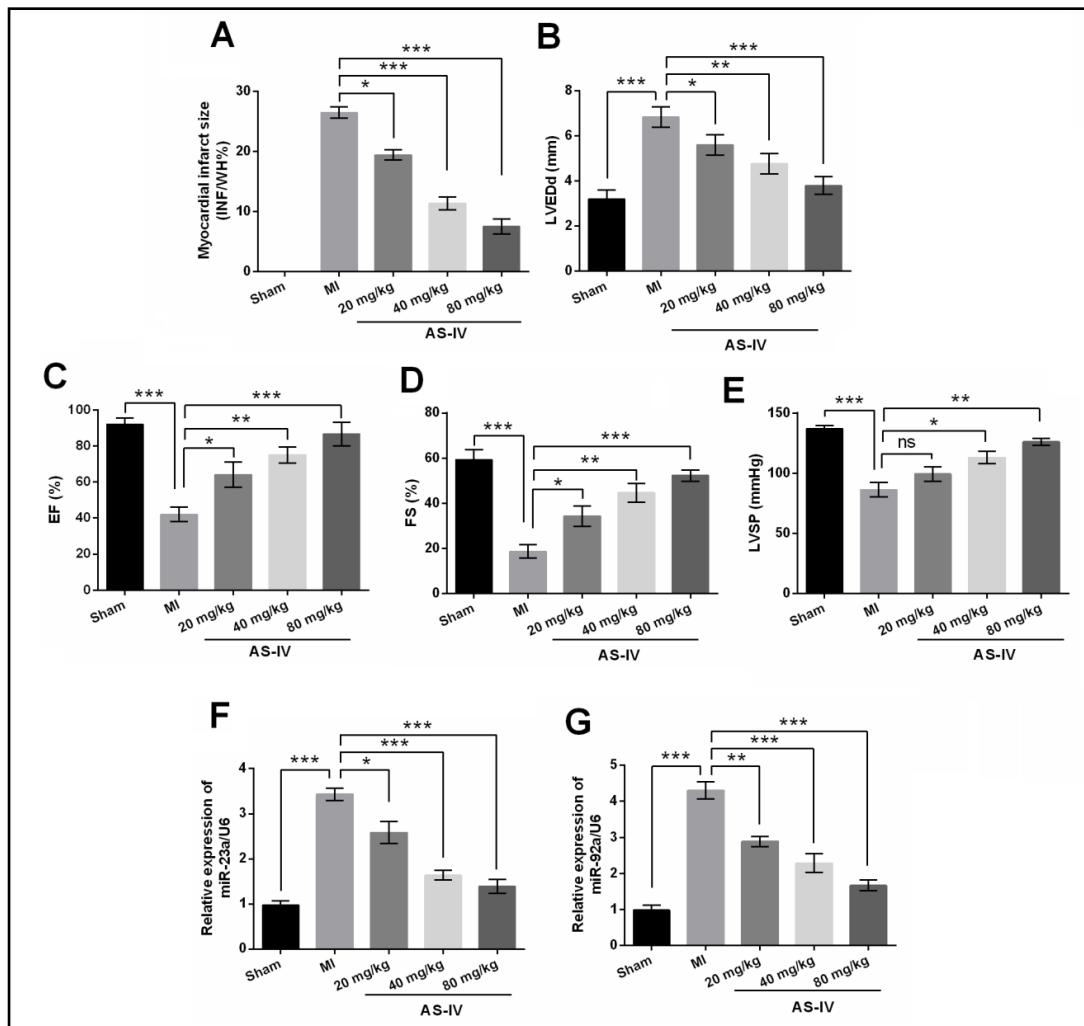 A
Myocardial infarct size
(INF/WH%)
30
20
10
0
***
***
*
Sham
MI
20 mg/kg
40 mg/kg
80 mg/kg
AS-IV
B
LVEDd (mm)
8
6
4
2
0
***
**
*** *
Sham
MI
20 mg/kg
40 mg/kg
80 mg/kg
AS-IV
C
EF (%)
100
80
60
40
20
0
*** ***
**
*
Sham
MI
20 mg/kg
40 mg/kg
80 mg/kg
AS-IV
D
FS (%)
80
60
40
20
0
***
***
**
*
Sham
MI
20 mg/kg
40 mg/kg
80 mg/kg
AS-IV
E
LVSP (mmHg)
150
100
50
0
*** **
*
ns
Sham
MI
20 mg/kg
40 mg/kg
80 mg/kg
AS-IV
F
Relative expression of
miR-23a/U6
4
3
2
1
0
***
***
*** *
Sham
MI
20 mg/kg
40 mg/kg
80 mg/kg
AS-IV
G
Relative expression of
miR-92a/U6
5
4
3
2
1
0
***
***
*** **
Sham
MI
20 mg/kg
40 mg/kg
80 mg/kg
AS-IV